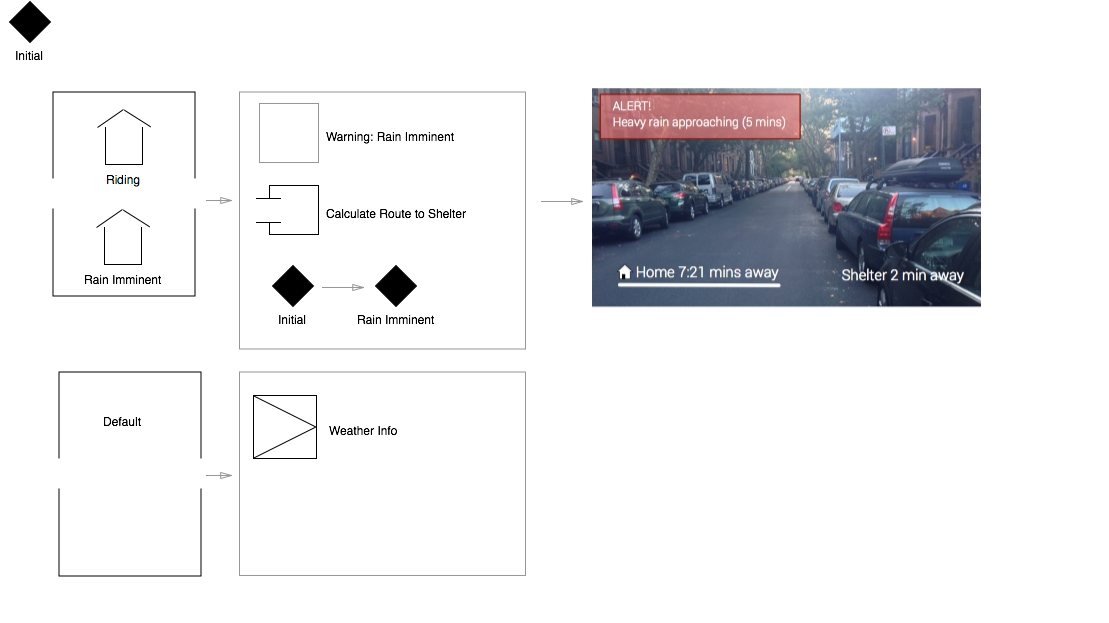 Initial
Riding
Rain Imminent
Warning: Rain Imminent
Calculate Route to Shelter
Initial
Rain Imminent
ALERT!
Heavy rain approaching (5 mins)
Home 7:21 mins away
Shelter 2 min away
Default
Weather Info